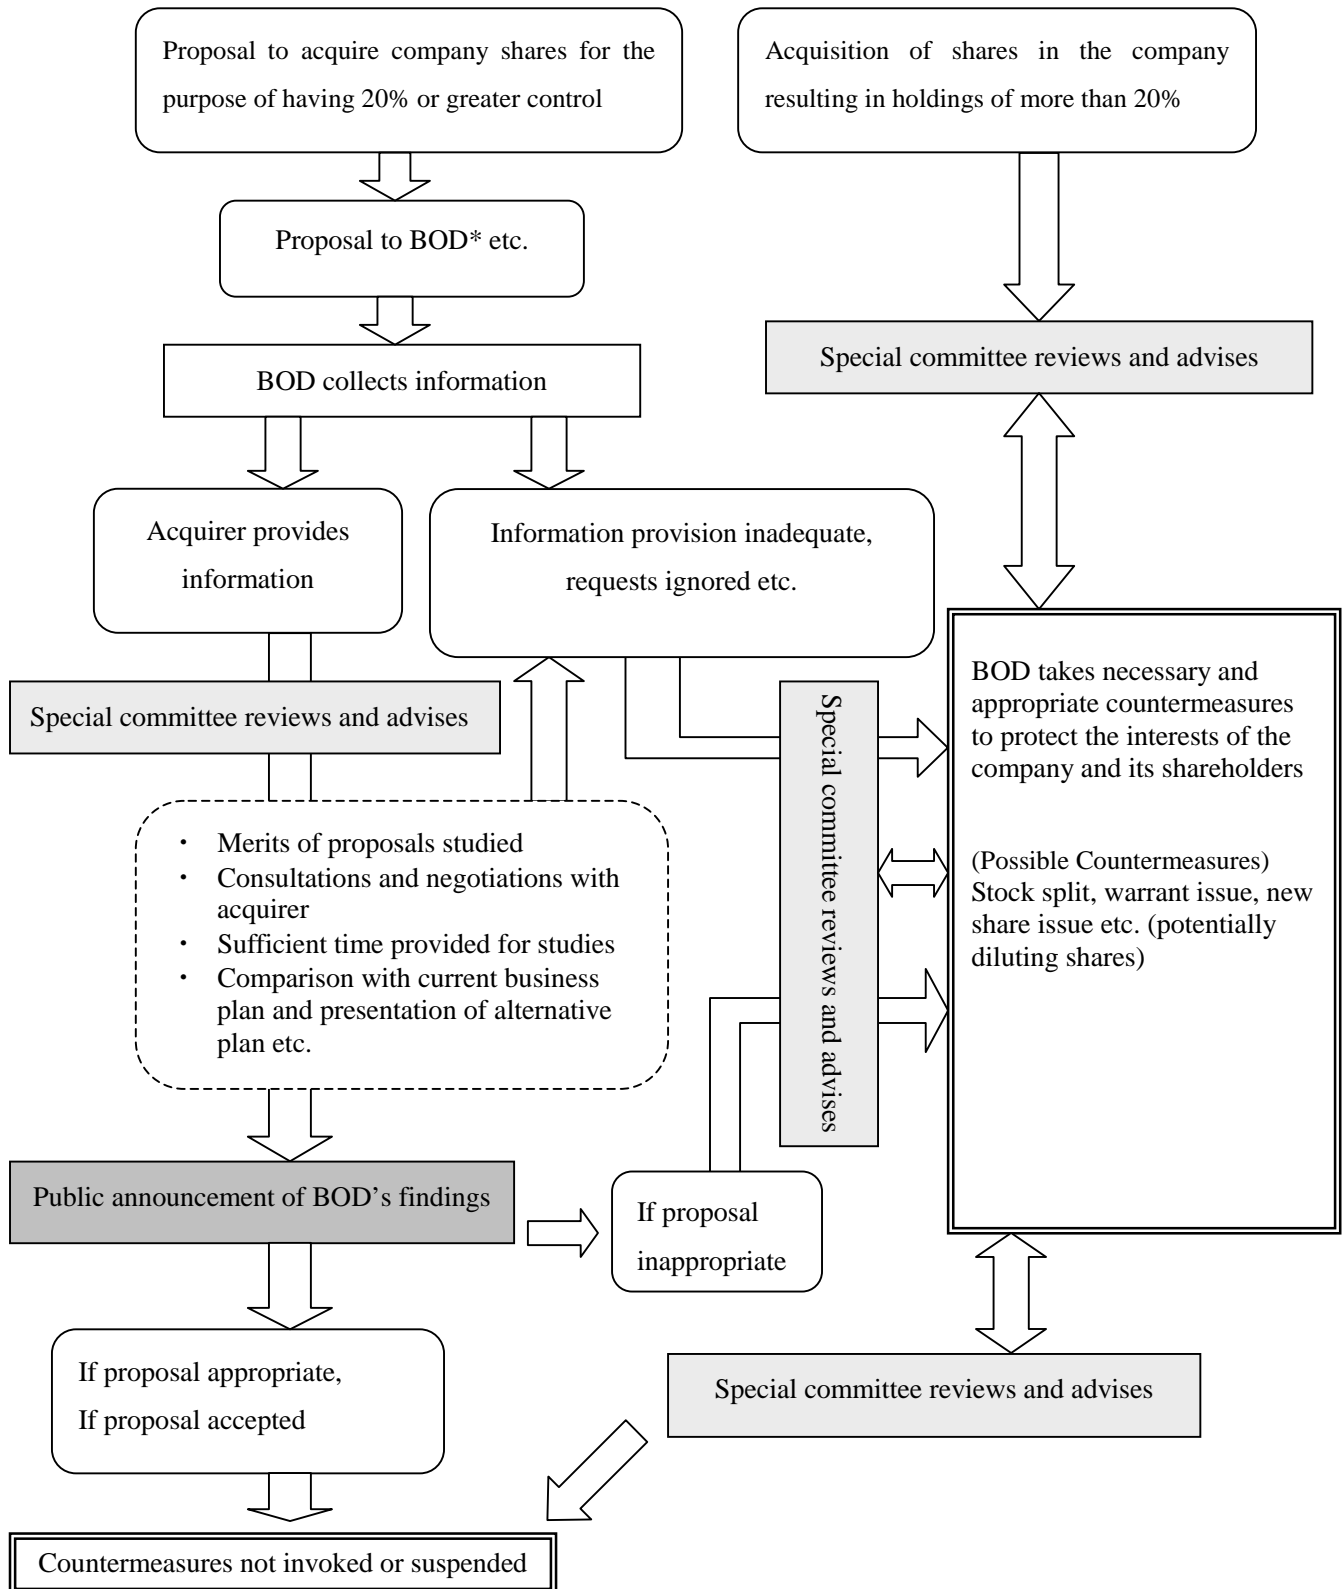 Proposal to acquire company shares for the
purpose of having 20% or greater control
Acquisition of shares in the company
resulting in holdings of more than 20%
Proposal to BOD* etc.
BOD collects information
Special committee reviews and advises
Acquirer provides
information
Information provision inadequate,
requests ignored etc.
Special committee reviews and advises
Special committee reviews and advises
BOD takes necessary and
appropriate countermeasures
to protect the interests of the
company and its shareholders
(Possible Countermeasures)
Stock split, warrant issue, new
share issue etc. (potentially
diluting shares)
・ Merits of proposals studied
・ Consultations and negotiations with
acquirer
・ Sufficient time provided for studies
・ Comparison with current business
plan and presentation of alternative
plan etc.
Public announcement of BOD’s findings
If proposal
inappropriate
If proposal appropriate,
If proposal accepted
Special committee reviews and advises
Countermeasures not invoked or suspended